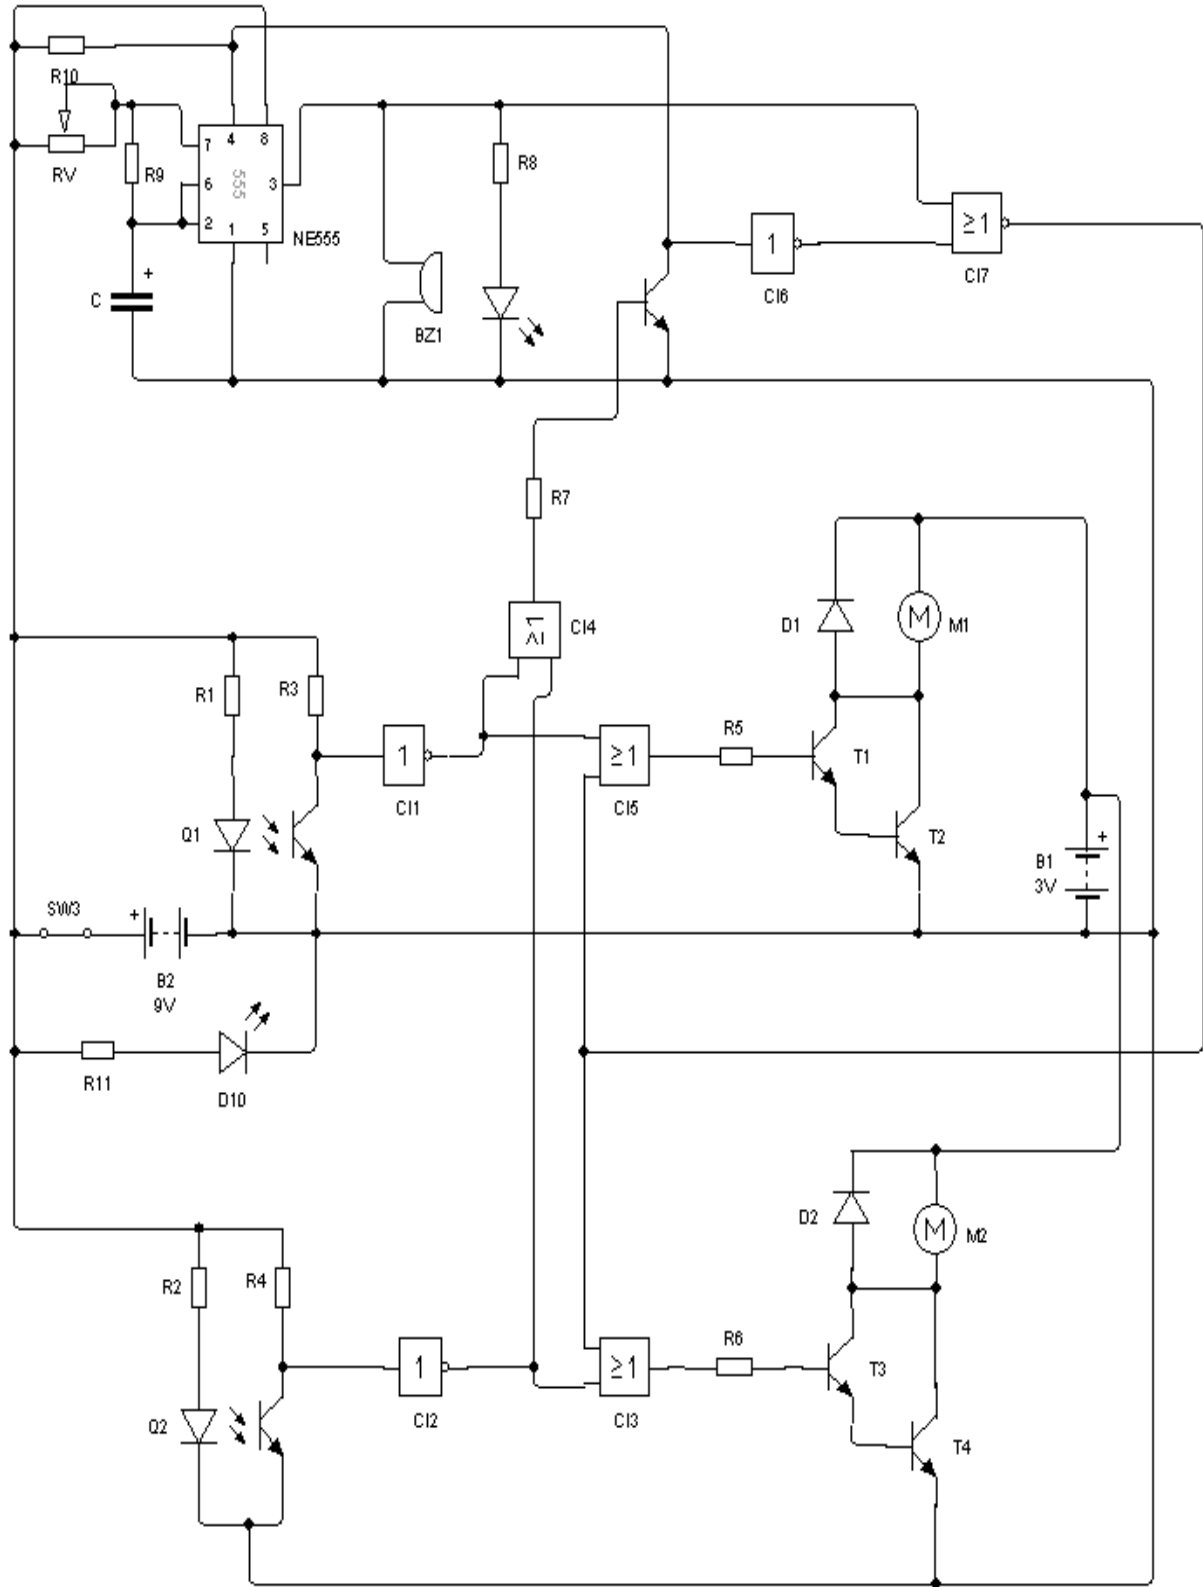 R10
4
8
7
RV
R9
6
555
3
R8
2
1
5
NE555
1
≥1
CI6
CI7
C
+
BZ1
R7
≥1
CI4
D1
M
M1
R1
R3
1
CI1
≥1
CI5
R5
T1
Q1
T2
B1
3V
+
SW3
+
B2
9V
R11
D10
D2
M
M2
R2
R4
1
CI2
≥1
CI3
R6
T3
Q2
T4